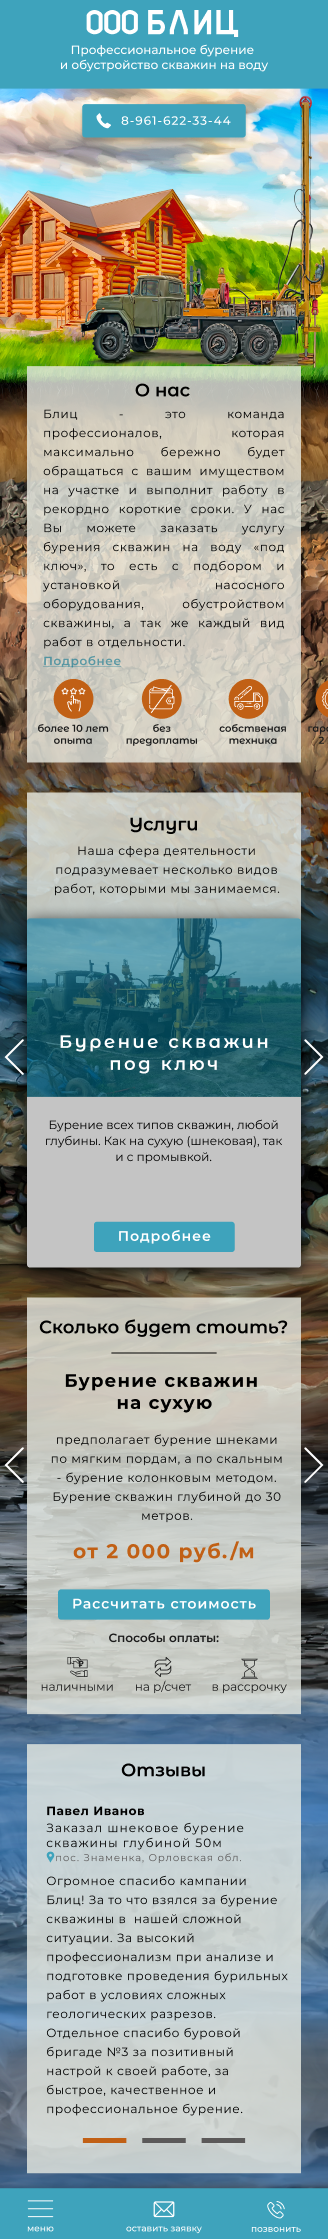 ООО БЛИЦ
Профессиональное бурение
и обустройство скважин на воду
8-961-622-33-44
О нас
Блиц - это команда
профессионалов, которая
максимально бережно будет
обращаться с вашим имуществом
на участке и выполнит работу в
рекордно короткие сроки. У нас
Вы можете заказать услугу
бурения скважин на воду «под
ключ», то есть с подбором и
установкой насосного
оборудования, обустройством
скважины, а так же каждый вид
работ в отдельности.
Подробнее
более 10 лет
опыта
без
предоплаты
собственая
техника
Услуги
Наша сфера деятельности
подразумевает несколько видов
работ, которыми мы занимаемся.
Бурение скважин
под ключ
Бурение всех типов скважин, любой
глубины. Как на сухую (шнековая), так
и с промывкой.
Подробнее
Сколько будет стоить?
Бурение скважин
на сухую
предполагает бурение шнеками
по мягким пордам, а по скальным
- бурение колонковым методом.
Бурение скважин глубиной до 30
метров.
от 2 000 руб./м
Рассчитать стоимость
Способы оплаты:
наличными
на р/счет
в рассрочку
Отзывы
Павел Иванов
Заказал шнековое бурение
скважины глубиной 50м
пос. Знаменка, Орловская обл.
Огромное спасибо кампании
Блиц! За то что взялся за бурение
скважины в нашей сложной
ситуации. За высокий
профессионализм при анализе и
подготовке проведения бурильных
работ в условиях сложных
геологических разрезов.
Отдельное спасибо буровой
бригаде №3 за позитивный
настрой к своей работе, за
быстрое, качественное и
профессиональное бурение.
меню
оставить заявку
позвонить